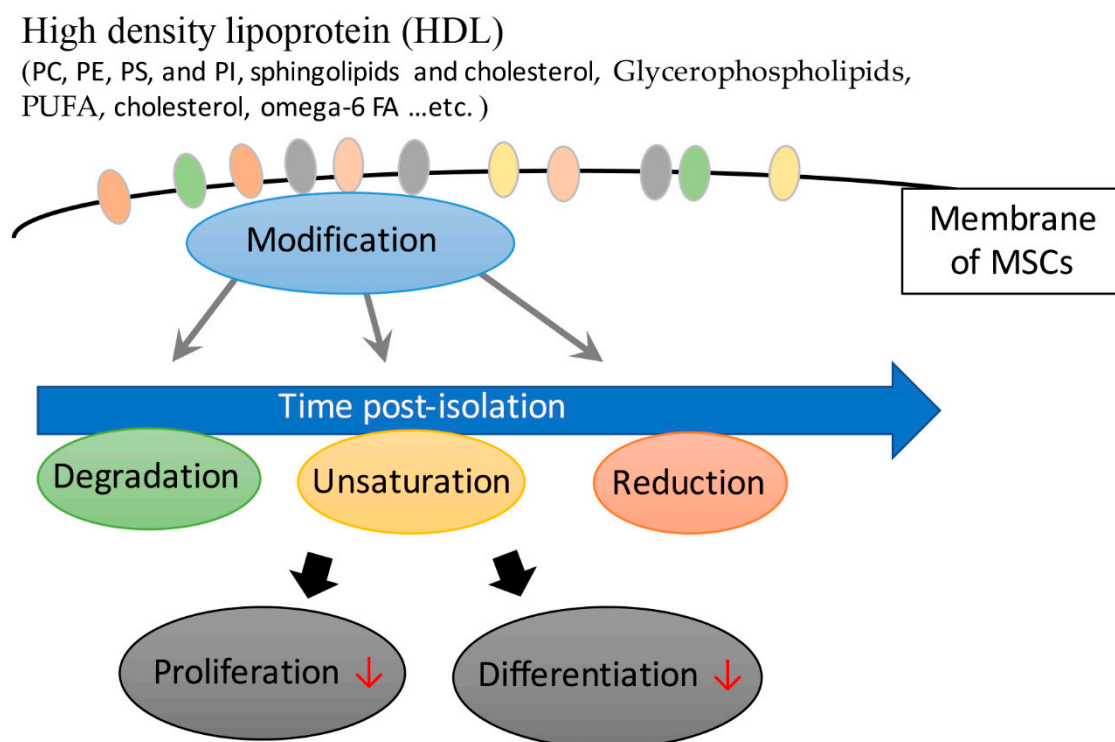 High density lipoprotein (HDL)
(PC, PE, PS, and PI, sphingolipids and cholesterol, Glycerophospholipids,
PUFA, cholesterol, omega-6 FA ...etc. )
Modification
Membrane
of MSCs
Time post-isolation
Degradation
Unsaturation
Reduction
Proliferation ↓
Differentiation ↓